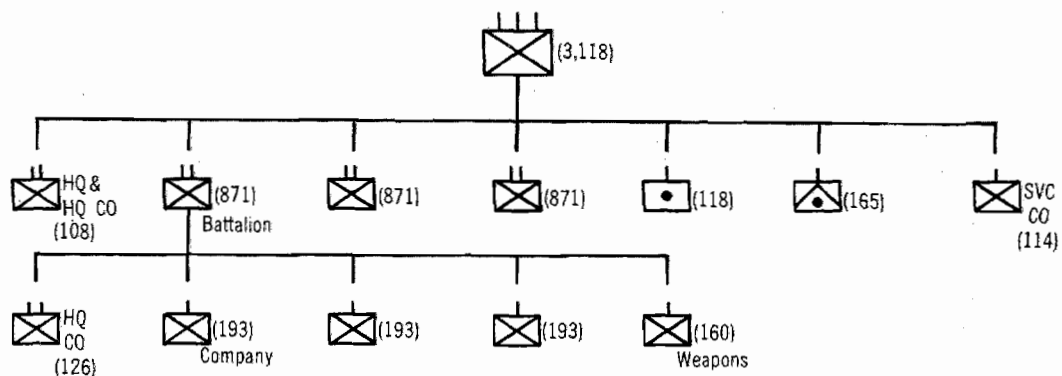 (3,118)
HQ &
HQ CO
(108)
(871)
Battalion
(871)
(871)
(118)
(165)
SVC
CO
(114)
HQ
CO
(126)
(193)
Company
(193)
(193)
(160)
Weapons